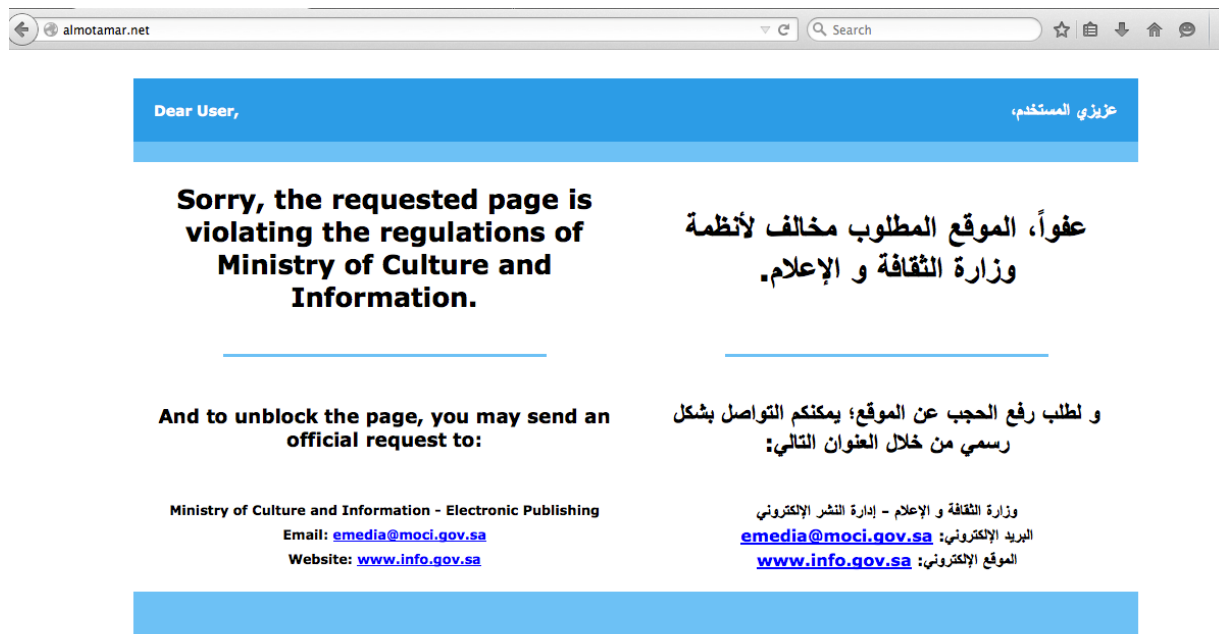 almotamar.net
Search
Dear User,
عزيزي المستخدم،
Sorry, the requested page is
violating the regulations of
Ministry of Culture and
Information.
عفواً، الموقع المطلوب مخالف لأنظمة
وزارة الثقافة و الإعلام.
And to unblock the page, you may send an
official request to:
و لطلب رفع الحجب عن الموقع؛ يمكنكم التواصل بشكل
رسمي من خلال العنوان التالي:
Ministry of Culture and Information - Electronic Publishing
Email: emedia@moci.gov.sa
Website: www.info.gov.sa
وزارة الثقافة و الإعلام – إدارة النشر الإلكتروني
البريد الإلكتروني: emedia@moci.gov.sa
الموقع الإلكتروني: www.info.gov.sa